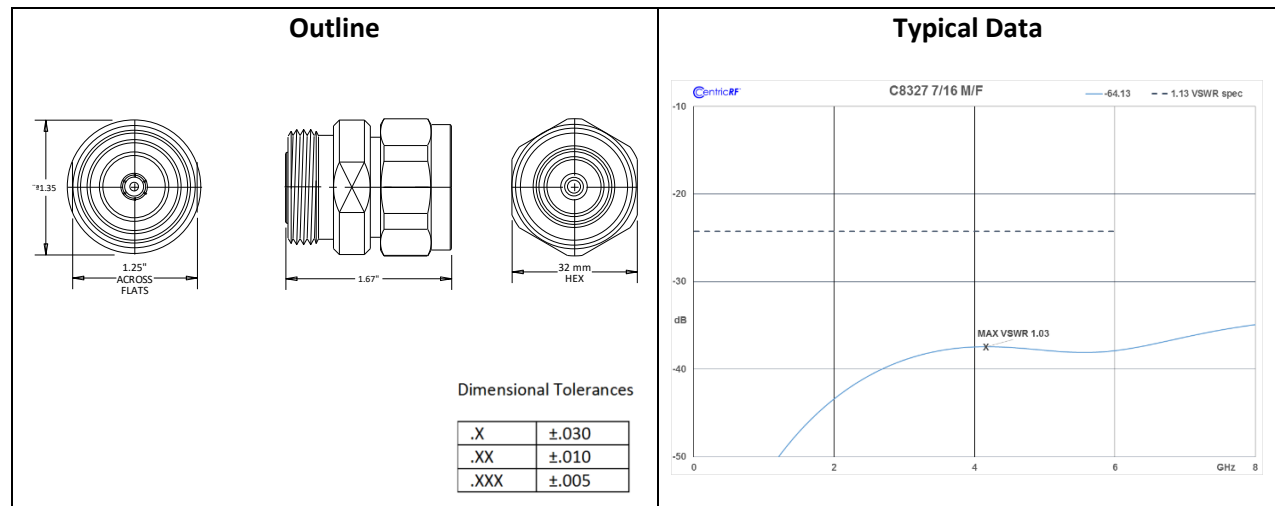 Outline
1.35
1.25"
ACROSS
FLATS
1.67"
32 mm
HEX
Dimensional Tolerances
.X ±.030
.XX ±.010
.XXX ±.005
Typical Data
CentricRF
C8327 7/16 M/F
-64.13
1.13 VSWR spec
-10
-20
-30
dB
MAX VSWR 1.03
-40
-50
0 2 4 6 GHz 8